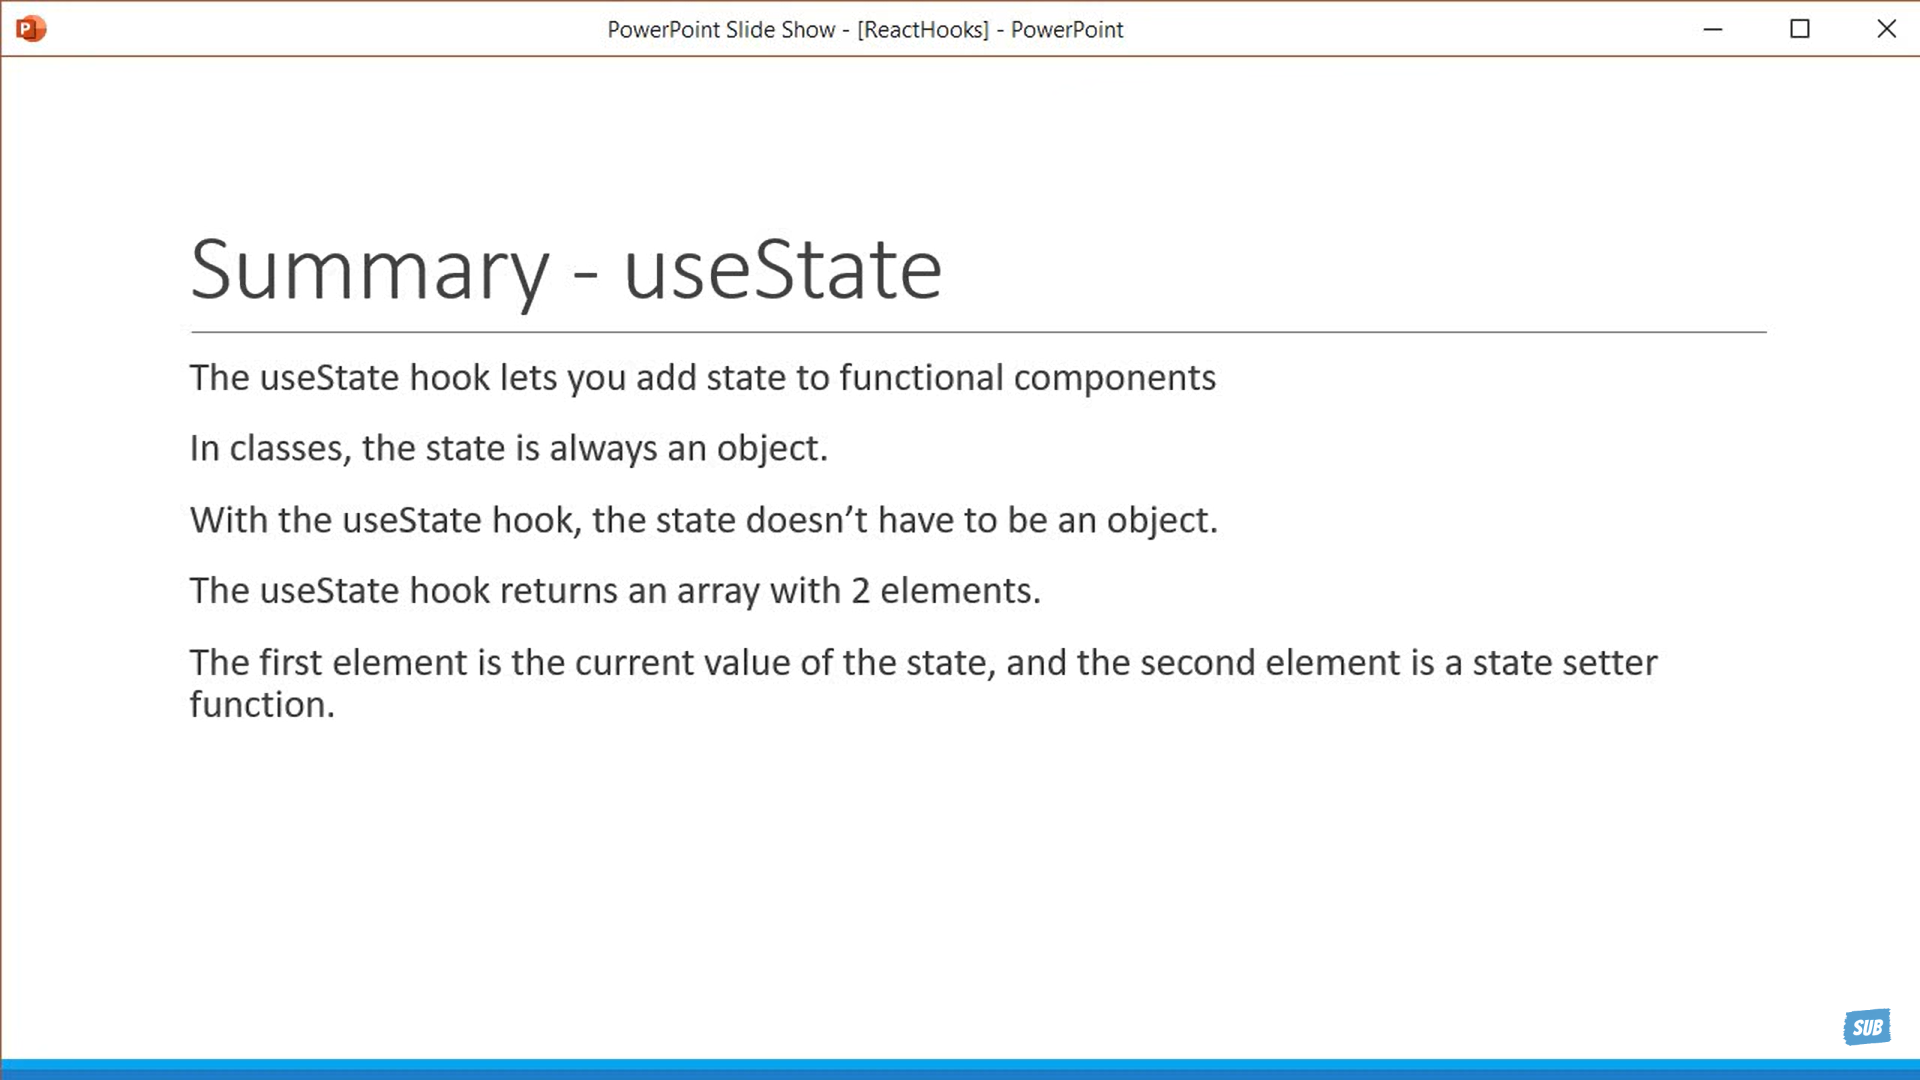 PowerPoint Slide Show - [ReactHooks] - PowerPoint
Summary - useState
The useState hook lets you add state to functional components
In classes, the state is always an object.
With the useState hook, the state doesn’t have to be an object.
The useState hook returns an array with 2 elements.
The first element is the current value of the state, and the second element is a state setter
function.
SUB